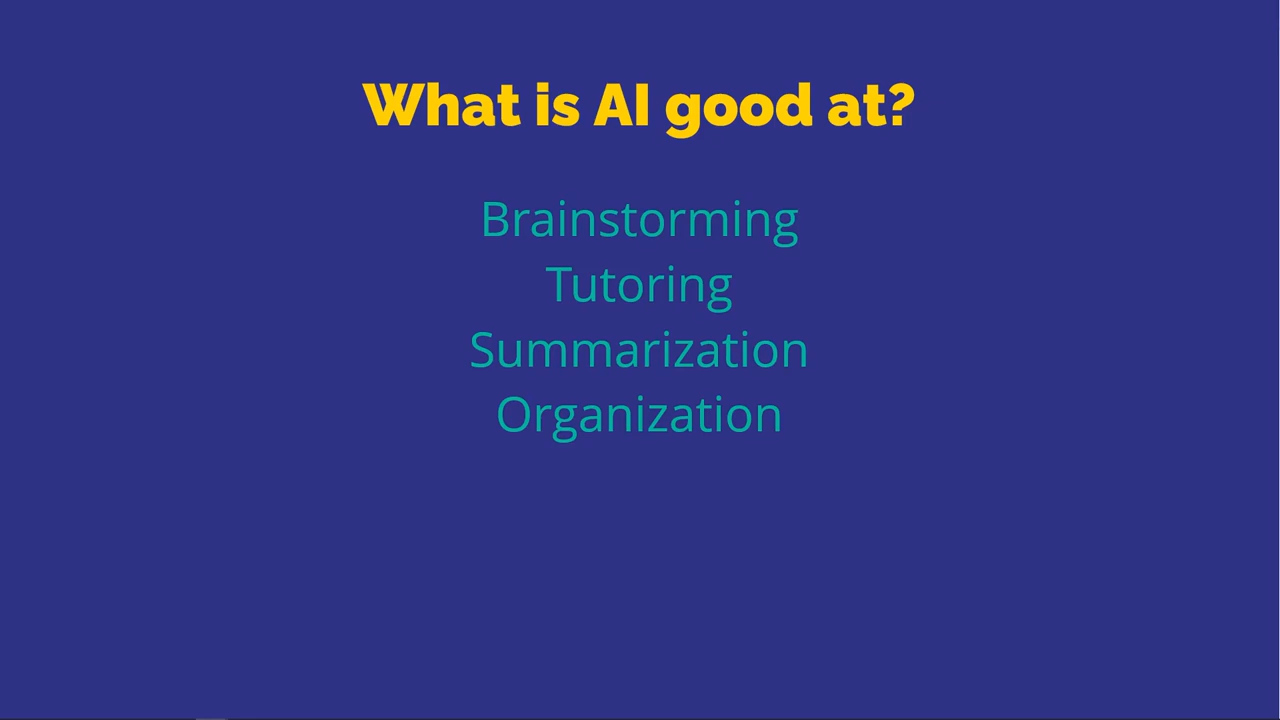 What is AI good at?
Brainstorming
Tutoring
Summarization
Organization